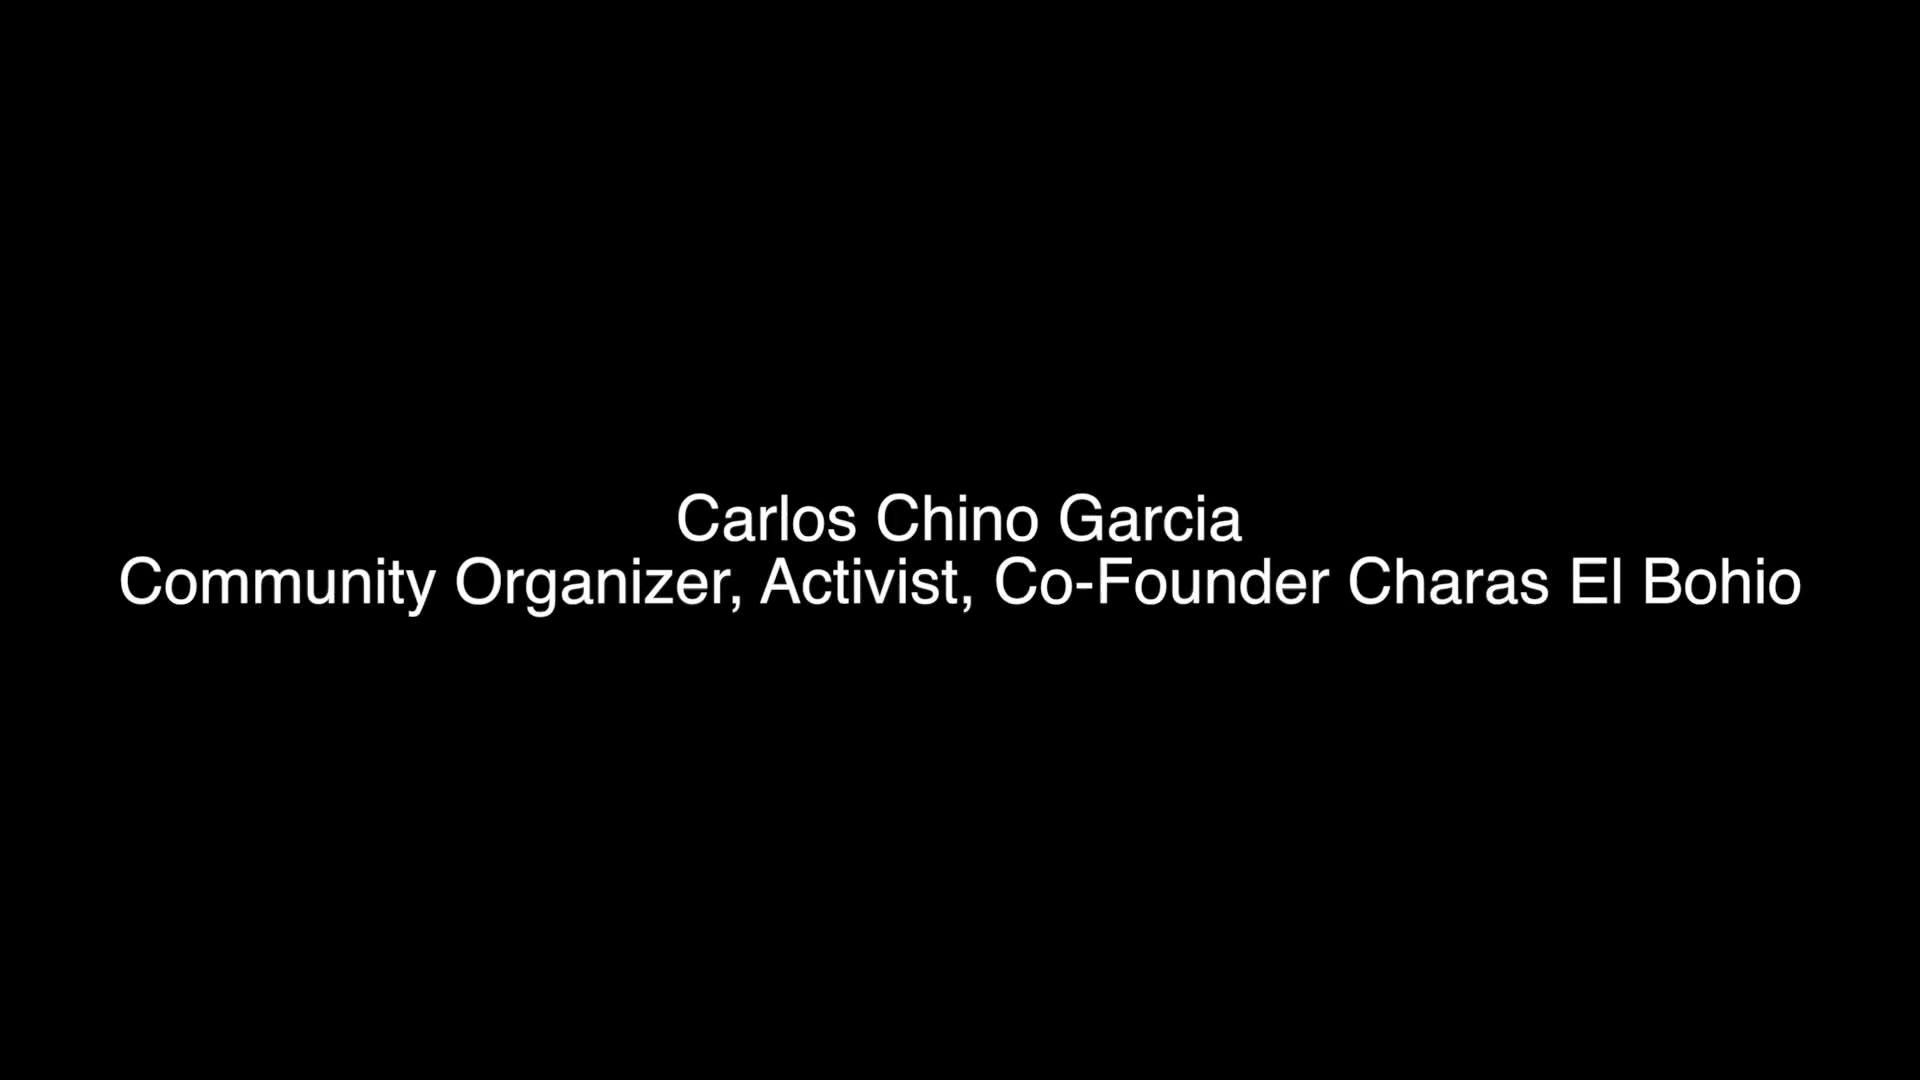 Carlos Chino Garcia
Community Organizer, Activist, Co-Founder Charas El Bohio